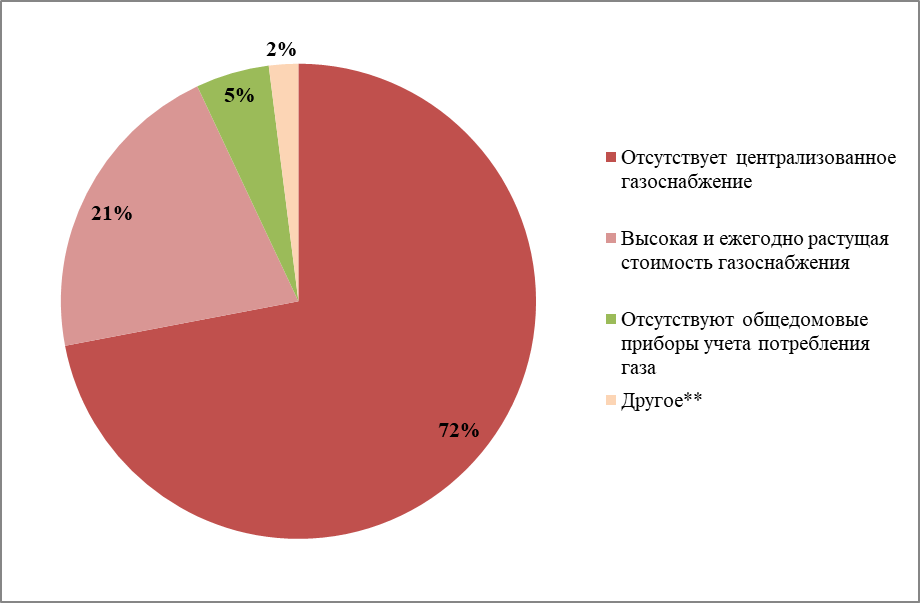 2%
5%
21%
72%
Отсутствует централизованное
газоснабжение
Высокая и ежегодно растущая
стоимость газоснабжения
Отсутствуют общедомовые
приборы учета потребления
газа
Другое**